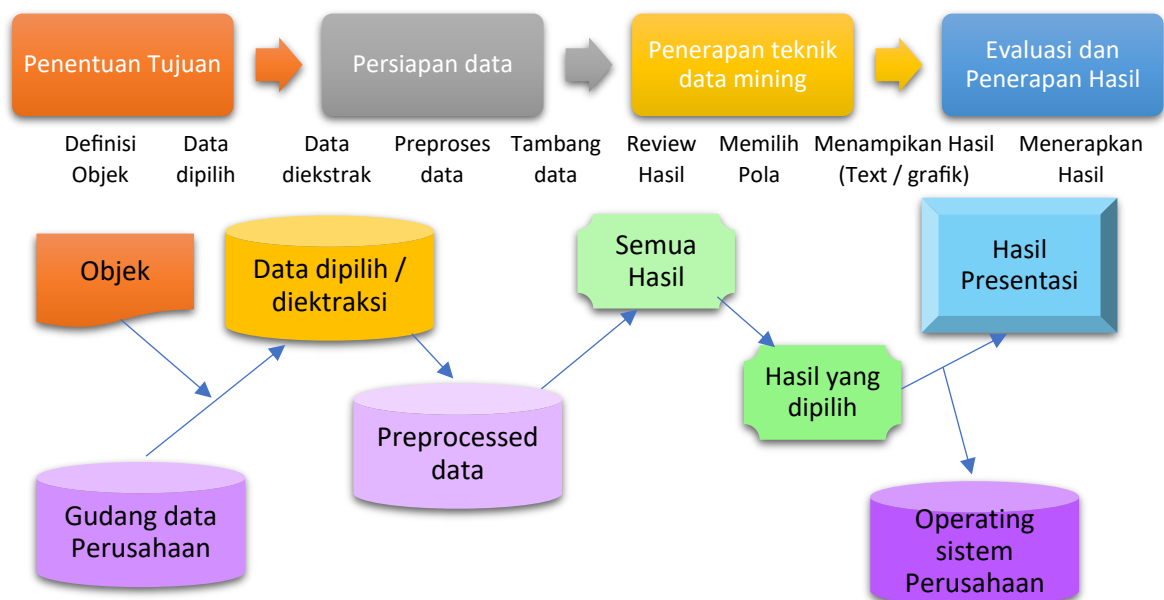 Penentuan Tujuan
Persiapan data
Penerapan teknik
data mining
Evaluasi dan
Penerapan Hasil
Definisi
Objek
Data
dipilih
Data
diekstrak
Preproses
data
Tambang
data
Review
Hasil
Memilih
Pola
Menampikan Hasil
(Text / grafik)
Menerapkan
Hasil
Objek
Data dipilih /
diektraksi
Semua
Hasil
Hasil
Presentasi
Hasil yang
dipilih
Preprocessed
data
Gudang data
Perusahaan
Operating
sistem
Perusahaan